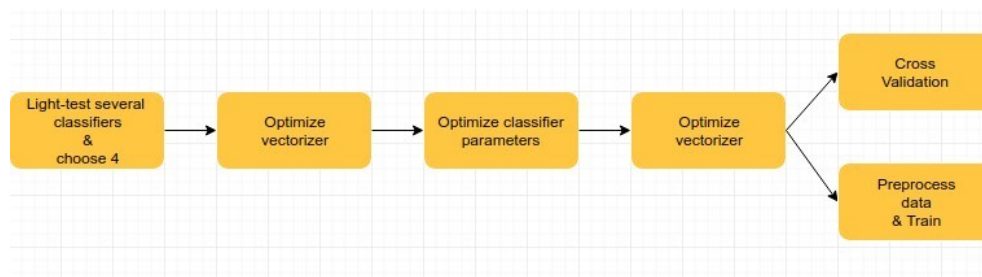 Light-test several
classifiers
&
choose 4
Optimize
vectorizer
Optimize classifier
parameters
Optimize
vectorizer
Cross
Validation
Preprocess
data
& Train